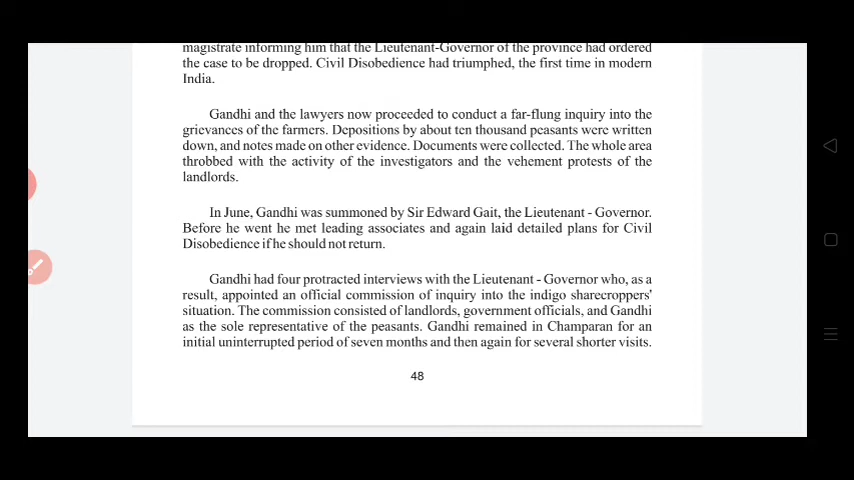 magistrate informing him that the Lieutenant-Governor of the province had ordered
the case to be dropped. Civil Disobedience had triumphed, the first time in modern
India.
Gandhi and the lawyers now proceeded to conduct a far-flung inquiry into the
grievances of the farmers. Depositions by about ten thousand peasants were written
down, and notes made on other evidence. Documents were collected. The whole area
throbbed with the activity of the investigators and the vehement protests of the
landlords.
In June, Gandhi was summoned by Sir Edward Gait, the Lieutenant - Governor.
Before he went he met leading associates and again laid detailed plans for Civil
Disobedience if he should not return.
Gandhi had four protracted interviews with the Lieutenant - Governor who, as a
result, appointed an official commission of inquiry into the indigo sharecroppers'
situation. The commission consisted of landlords, government officials, and Gandhi
as the sole representative of the peasants. Gandhi remained in Champaran for an
initial uninterrupted period of seven months and then again for several shorter visits.
48